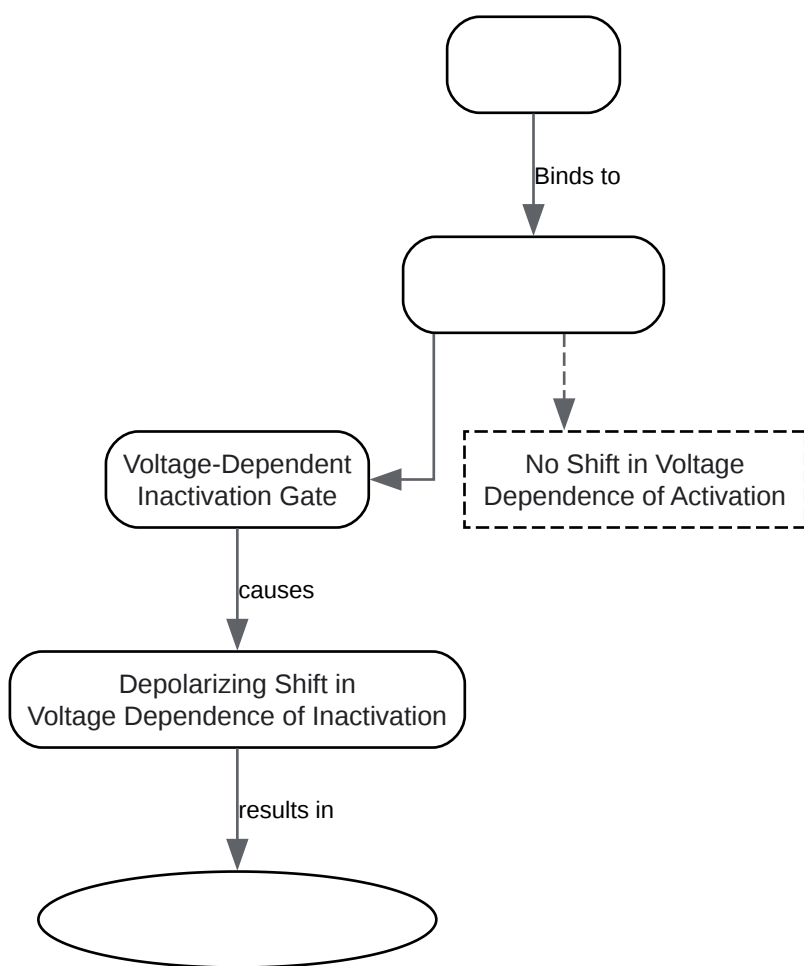 Binds to
Voltage-Dependent
Inactivation Gate
No Shift in Voltage
Dependence of Activation
causes
Depolarizing Shift in
Voltage Dependence of Inactivation
results in